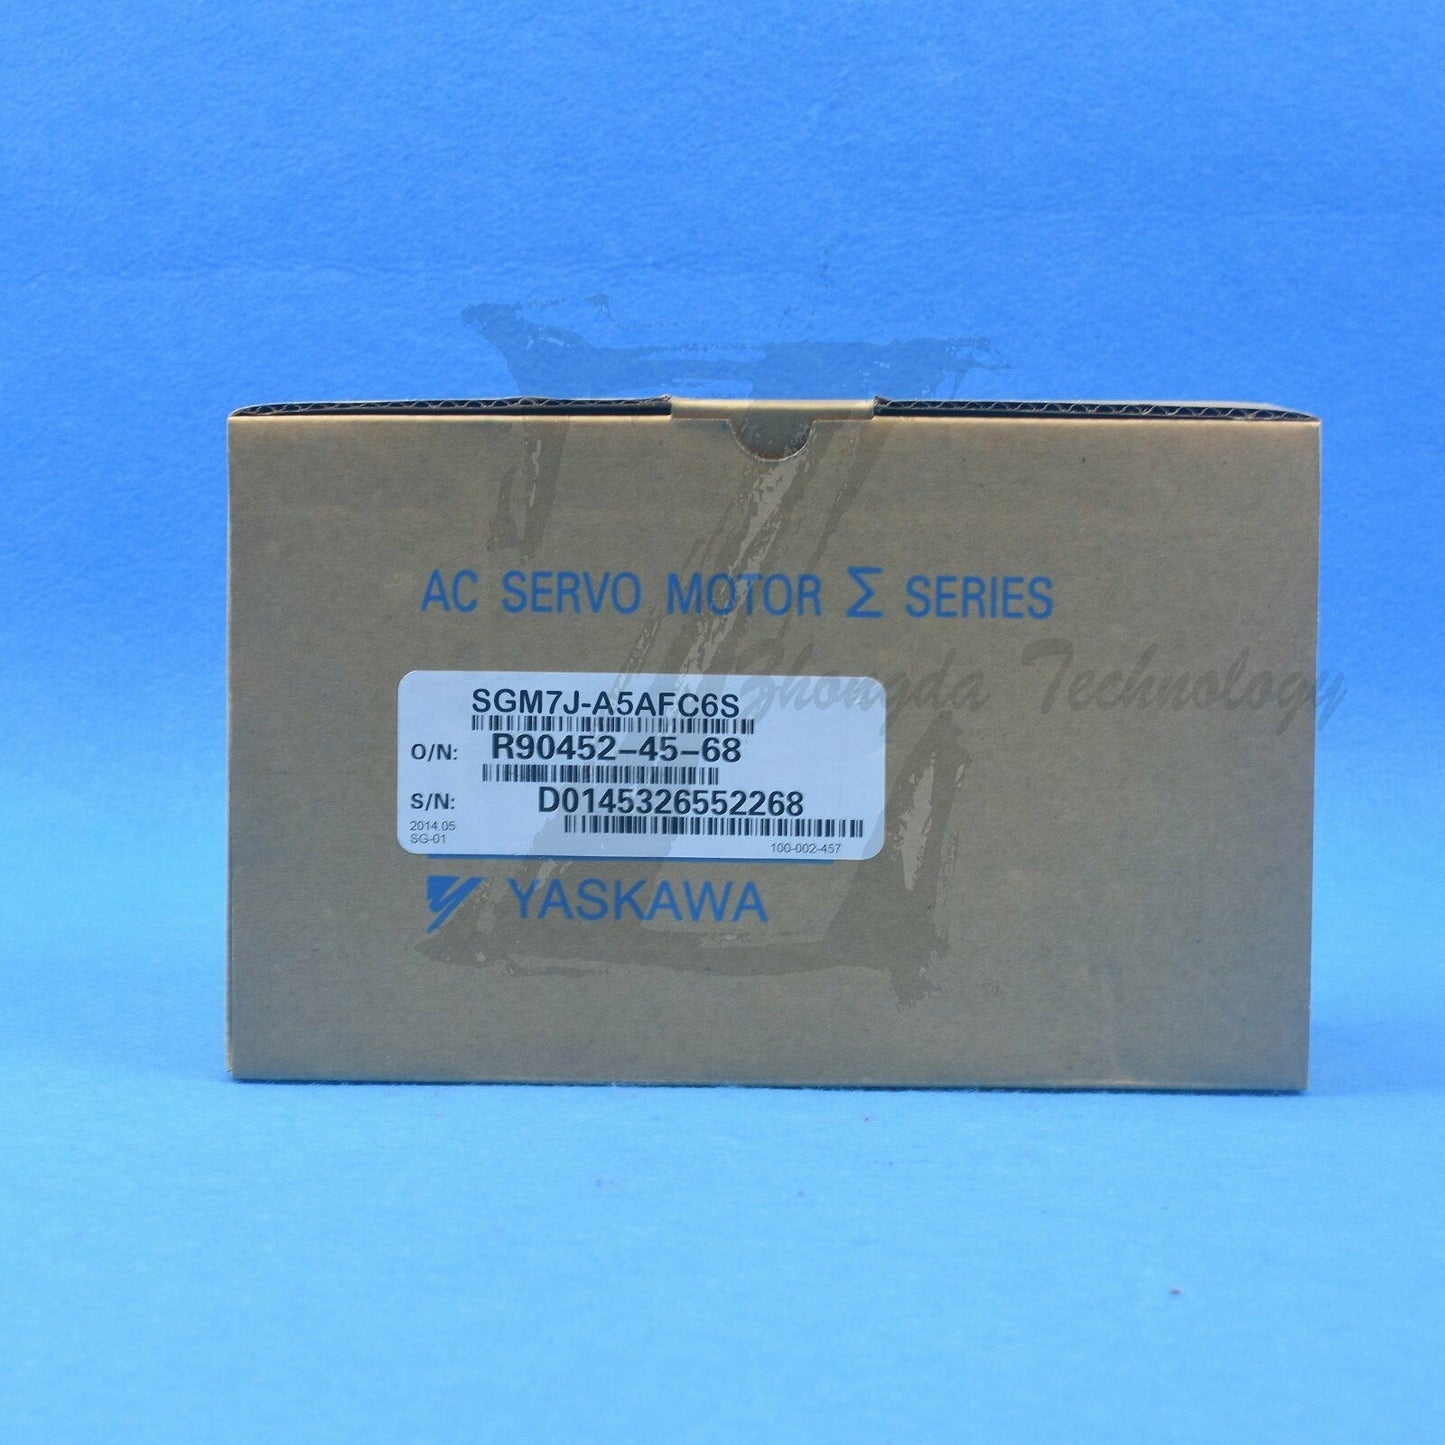 AC SERVO MOTOR Σ SERIES
Zhongda Technology
SGM7J-A5AFC6S
O/N: R90452-45-68
S/N: D0145326552268
2014.05
SG-01
100-002-457
YASKAWA